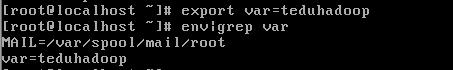 [root@localhost ~]# export var=teduhadoop
[root@localhost ~]# env|grep var
MAIL=/var/spool/mail/root
var=teduhadoop